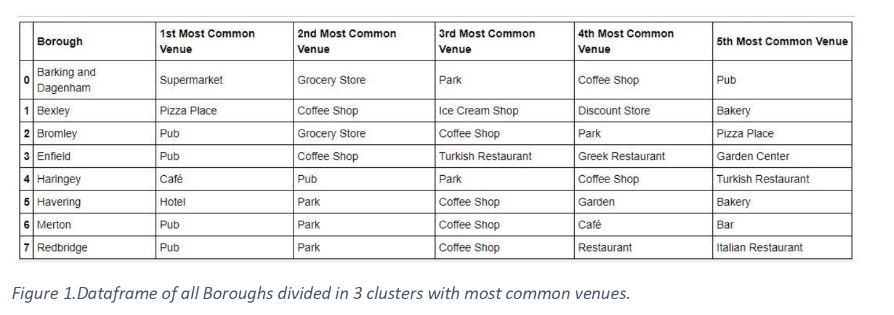 Borough 1st Most Common Venue 2nd Most Common Venue 3rd Most Common Venue 4th Most Common Venue 5th Most Common Venue
0 Barking and Dagenham Supermarket Grocery Store Park Coffee Shop Pub
1 Bexley Pizza Place Coffee Shop Ice Cream Shop Discount Store Bakery
2 Bromley Pub Grocery Store Coffee Shop Park Pizza Place
3 Enfield Pub Coffee Shop Turkish Restaurant Greek Restaurant Garden Center
4 Haringey Café Pub Park Coffee Shop Turkish Restaurant
5 Havering Hotel Park Coffee Shop Garden Bakery
6 Merton Pub Park Coffee Shop Café Bar
7 Redbridge Pub Park Coffee Shop Restaurant Italian Restaurant
Figure 1.Dataframe of all Boroughs divided in 3 clusters with most common venues.